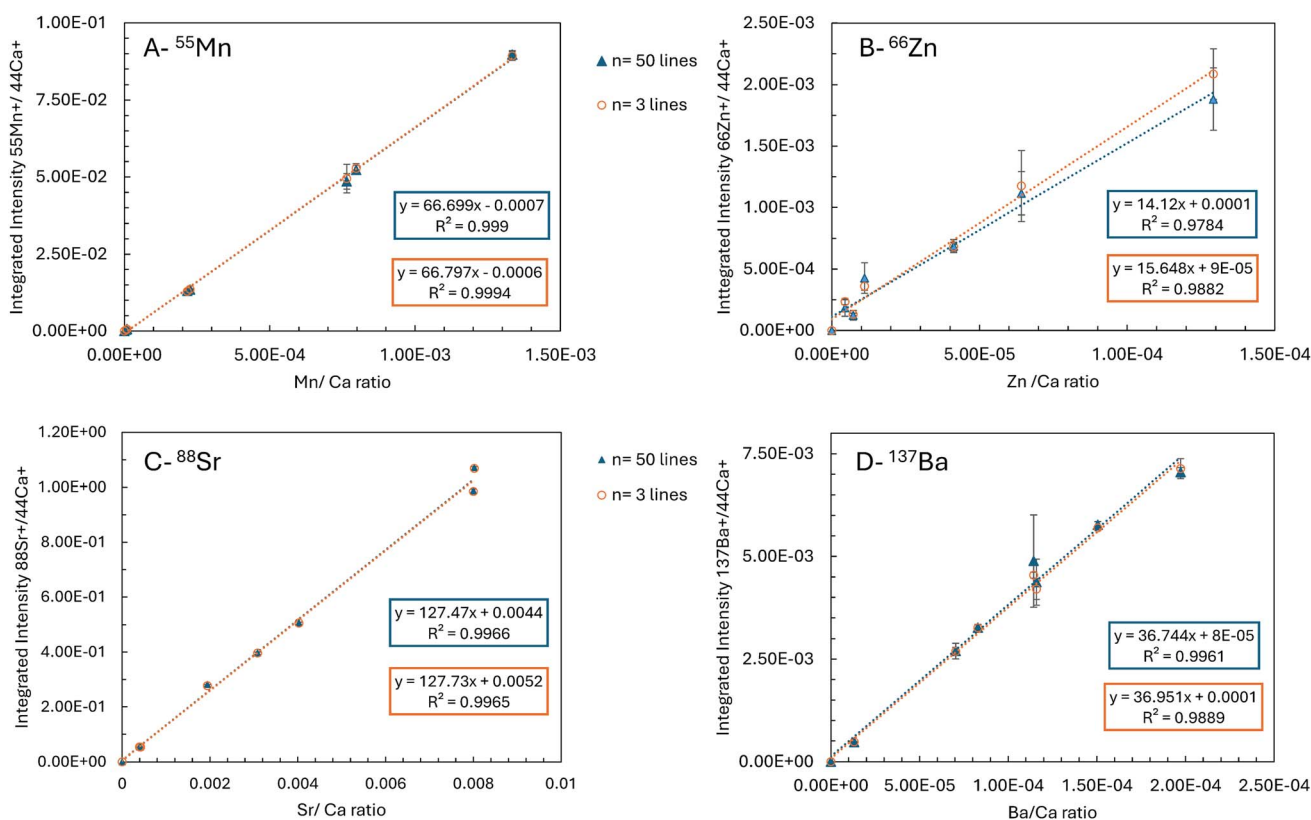 A- ⁵⁵Mn
Integrated Intensity 55Mn+/ 44Ca+
1.00E-01
7.50E-02
5.00E-02
2.50E-02
0.00E+00
0.00E+00 5.00E-04 1.00E-03 1.50E-03
Mn/ Ca ratio
y = 66.699x - 0.0007
R² = 0.999
y = 66.797x - 0.0006
R² = 0.9994
n= 50 lines
n= 3 lines
B- ⁶⁶Zn
Inttegrated Intensity 66Zn+/ 44Ca+
2.50E-03
2.00E-03
1.50E-03
1.00E-03
5.00E-04
0.00E+00
0.00E+00 5.00E-05 1.00E-04 1.50E-04
Zn /Ca ratio
y = 14.12x + 0.0001
R² = 0.9784
y = 15.648x + 9E-05
R² = 0.9882
C- ⁸⁸Sr
Integrated Intensity 88Sr+/44Ca+
1.20E+00
1.00E+00
8.00E-01
6.00E-01
4.00E-01
2.00E-01
0.00E+00
0 0.002 0.004 0.006 0.008 0.01
Sr/ Ca ratio
y = 127.47x + 0.0044
R² = 0.9966
y = 127.73x + 0.0052
R² = 0.9965
n= 50 lines
n= 3 lines
D- ¹³⁷Ba
Integrated Intensity 137Ba+/44Ca+
7.50E-03
5.00E-03
2.50E-03
0.00E+00
0.00E+00 5.00E-05 1.00E-04 1.50E-04 2.00E-04 2.50E-04
Ba/Ca ratio
y = 36.744x + 8E-05
R² = 0.9961
y = 36.951x + 0.0001
R² = 0.9889